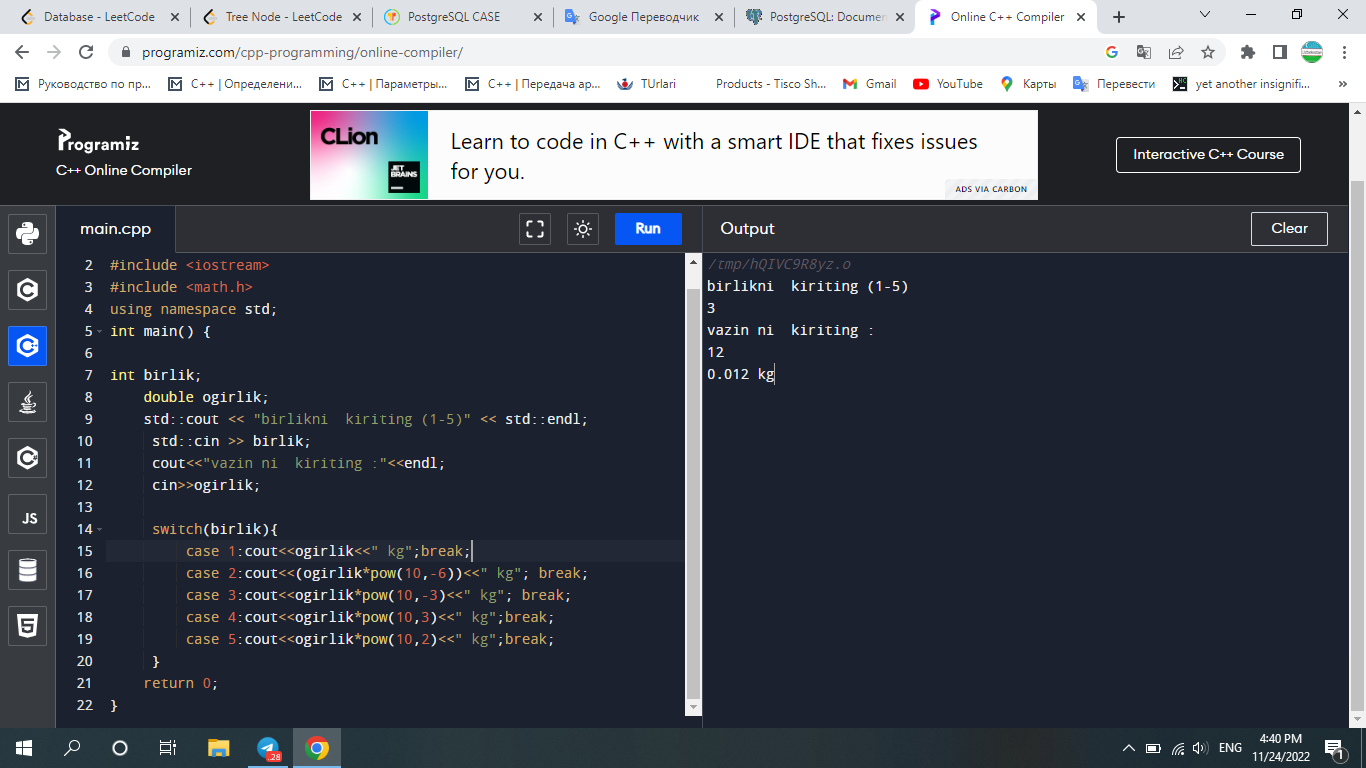 Database - LeetCode
Tree Node - LeetCode
PostgreSQL CASE
Google Переводчик
PostgreSQL: Documen
Online C++ Compiler
programiz.com/cpp-programming/online-compiler/
Руководство по пр...
C++ | Определени...
C++ | Параметры...
C++ | Передача ар...
TUrlari
Products - Tisco Sh...
Gmail
YouTube
Карты
Перевести
yet another insignifi...
Programiz
C++ Online Compiler
CLion
JET BRAINS
Learn to code in C++ with a smart IDE that fixes issues
for you.
ADS VIA CARBON
Interactive C++ Course
main.cpp
Run
Output
Clear
2 #include <iostream>
3 #include <math.h>
4 using namespace std;
5 int main() {
6
7 int birlik;
8 double ogirlik;
9 std::cout << "birlikni  kiriting (1-5)" << std::endl;
10 std::cin >> birlik;
11 cout<<"vazin ni  kiriting :"<<endl;
12 cin>>ogirlik;
13
14 switch(birlik){
15 case 1:cout<<ogirlik<<" kg";break;
16 case 2:cout<<(ogirlik*pow(10,-6))<<" kg"; break;
17 case 3:cout<<ogirlik*pow(10,-3)<<" kg"; break;
18 case 4:cout<<ogirlik*pow(10,3)<<" kg";break;
19 case 5:cout<<ogirlik*pow(10,2)<<" kg";break;
20 }
21 return 0;
22 }
/tmp/hQIVC9R8yz.o
birlikni  kiriting (1-5)
3
vazin ni  kiriting :
12
0.012 kg
JS
28
ENG
4:40 PM
11/24/2022
1